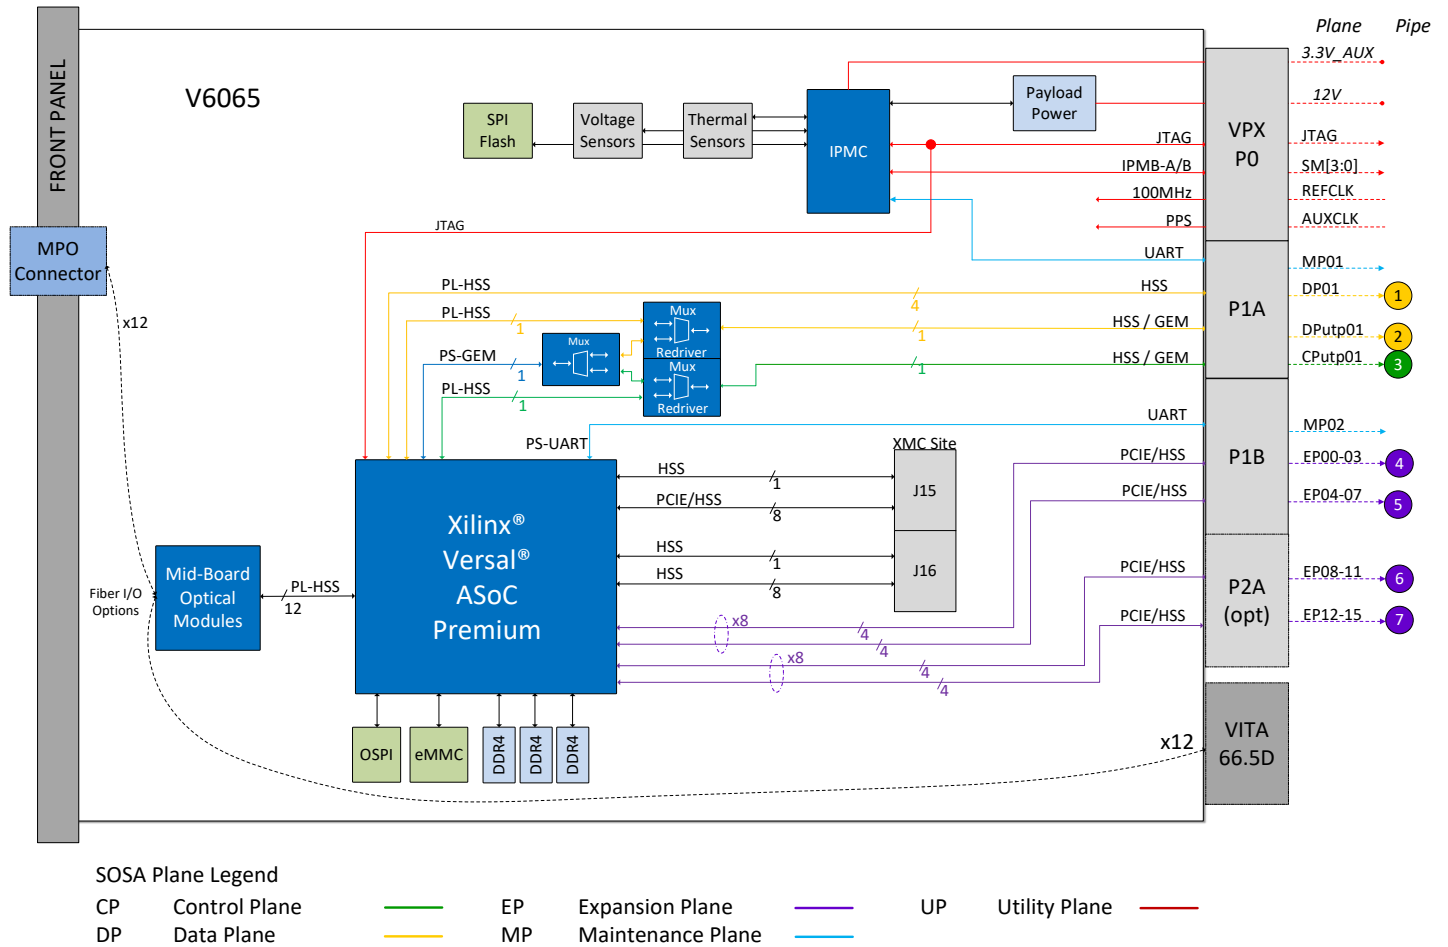 Plane Pipe
FRONT PANEL
V6065
3.3V_AUX
12V
JTAG
SM[3:0]
REFCLK
AUXCLK
VPX
P0
Payload
Power
SPI
Flash
Voltage
Sensors
Thermal
Sensors
IPMC
JTAG
IPMB-A/B
100MHz
PPS
JTAG
UART
MPO
Connector
x12
PL-HSS
4
HSS
P1A
MP01
DP01
1
DPutp01
2
CPutp01
3
PL-HSS
1
Mux
Redriver
1
HSS / GEM
PS-GEM
1
Mux
Mux
Redriver
1
HSS / GEM
PL-HSS
1
PS-UART
UART
MP02
P1B
EP00-03
4
EP04-07
5
XMC Site
J15
J16
HSS
1
PCIE/HSS
8
HSS
1
HSS
8
PCIE/HSS
PCIE/HSS
PCIE/HSS
PCIE/HSS
P2A
(opt)
EP08-11
6
EP12-15
7
Xilinx®
Versal®
ASoC
Premium
Fiber I/O
Options
Mid-Board
Optical
Modules
PL-HSS
12
x8
4
4
x8
4
4
OSPI
eMMC
DDR4
DDR4
DDR4
x12
VITA
66.5D
SOSA Plane Legend
CP Control Plane EP Expansion Plane UP Utility Plane
DP Data Plane MP Maintenance Plane